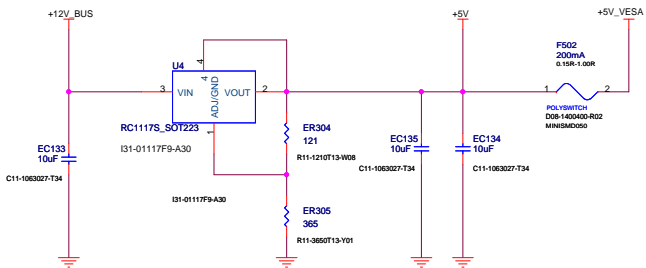 +12V_BUS
+5V
+5V_VESA
F502
200mA
0.15R-1.00R
U4
4
4
3
VIN
ADJ/GND
VOUT
2
1
2
POLYSWITCH
D08-1400400-R02
MINISMD050
RC1117S_SOT223
1
I31-01117F9-A30
ER304
121
R11-1210T13-W08
EC133
10uF
C11-1063027-T34
EC135
10uF
C11-1063027-T34
EC134
10uF
C11-1063027-T34
I31-01117F9-A30
ER305
365
R11-3650T13-Y01